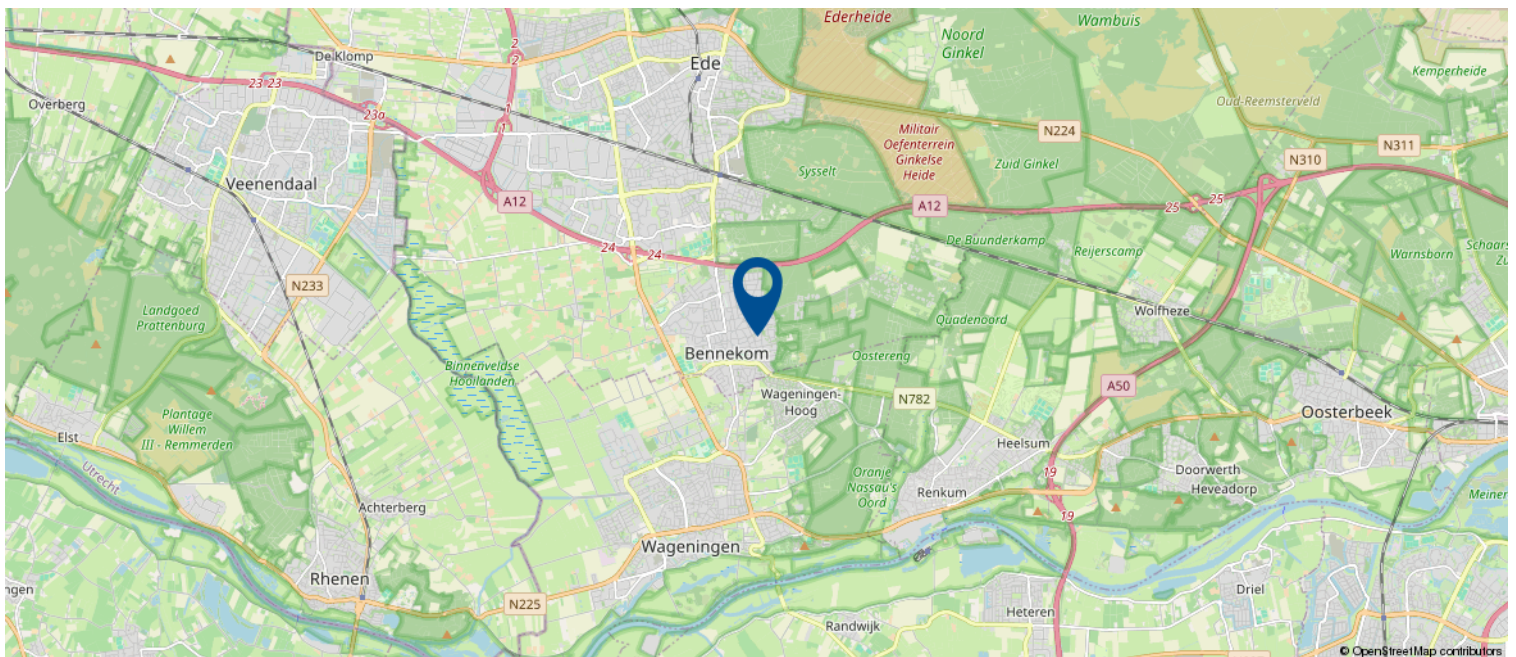 Ederheide
Wambuis
Noord
Ginkel
2
2
De Klomp
Ede
Kemperheide
23 23
Overberg
Oud-Reemsterveld
23a
1
1
Militair
Oefenterrein
Ginkelse
Heide
N224
N311
N310
Zuid Ginkel
Sysselt
Veenendaal
A12
A12
25
25
De Buunderkamp
Reijerscamp
Warnsborn
24
24
N233
Landgoed
Prattenburg
Wolfheze
Quadenoord
Bennekom
Oostereng
Binnenveldse
Hooilanden
A50
Wageningen-
Hoog
N782
Oosterbeek
Plantage
Willem
III - Remmerden
Elst
Heelsum
Utrecht
19
Doorwerth
Oranje
Nassau's
Oord
Renkum
Heveadorp
Achterberg
19
Wageningen
Rhenen
Driel
N225
Heteren
Randwijk
© OpenStreetMap contributors